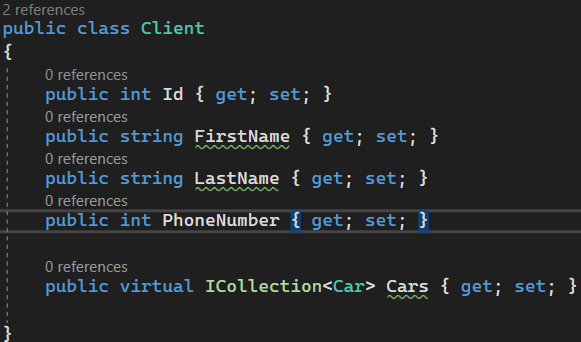 2 references
public class Client
{
0 references
public int Id { get; set; }
0 references
public string FirstName { get; set; }
0 references
public string LastName { get; set; }
0 references
public int PhoneNumber { get; set; }
0 references
public virtual ICollection<Car> Cars { get; set; }
}